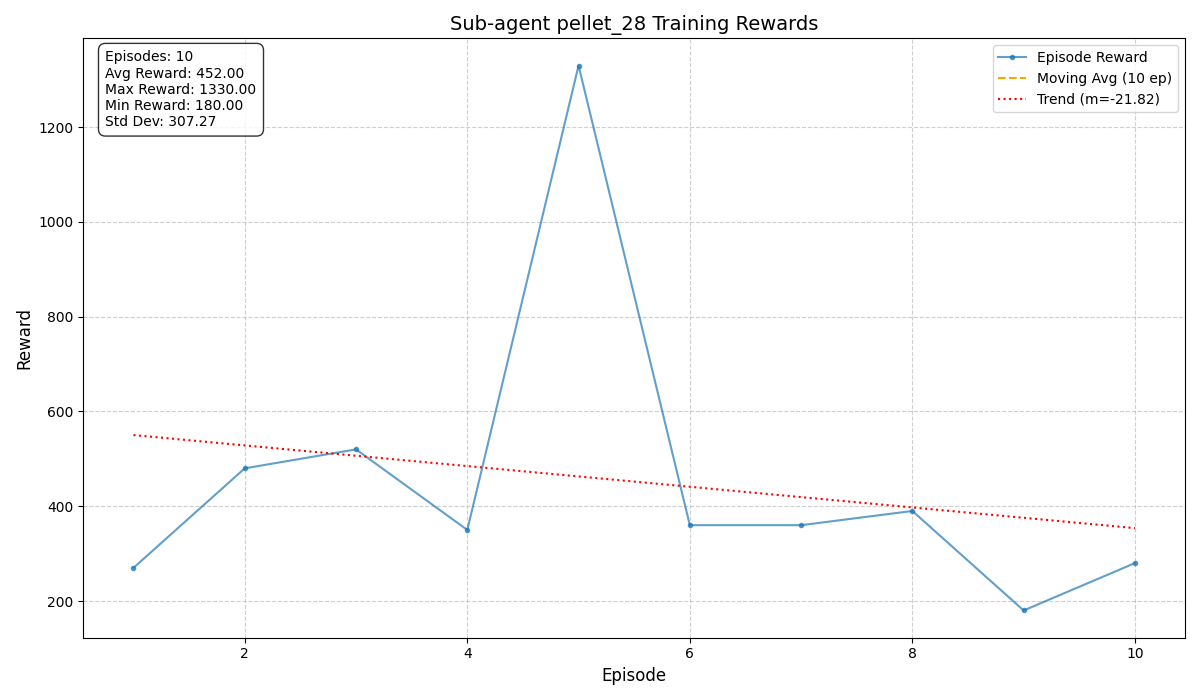 Sub-agent pellet_28 Training Rewards
Episodes: 10
Avg Reward: 452.00
Max Reward: 1330.00
Min Reward: 180.00
Std Dev: 307.27
Episode Reward
Moving Avg (10 ep)
Trend (m=-21.82)
1200
1000
800
600
400
200
Reward
2
4
6
8
10
Episode